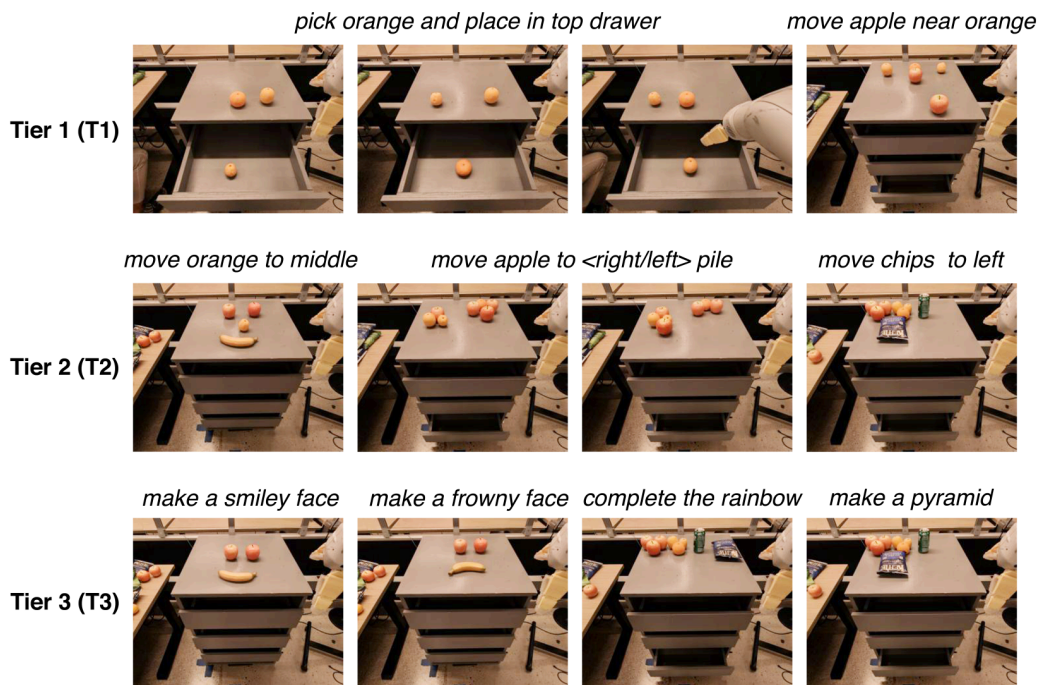 pick orange and place in top drawer
move apple near orange
Tier 1 (T1)
move orange to middle
move apple to <right/left> pile
move chips  to left
Tier 2 (T2)
make a smiley face
make a frowny face
complete the rainbow
make a pyramid
Tier 3 (T3)